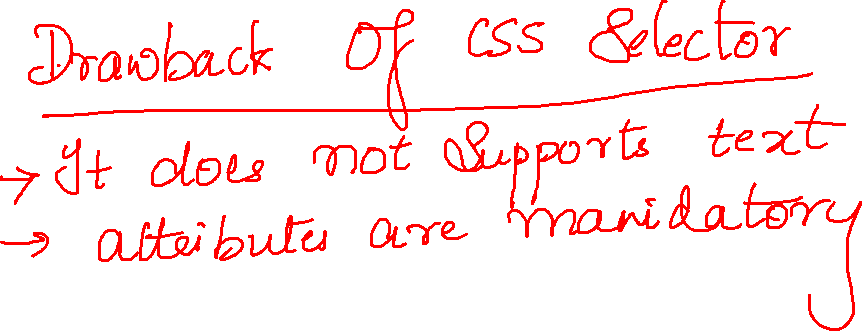 Drawback Of CSS Selector
→ It does not Supports text
→ attributes are manidatory